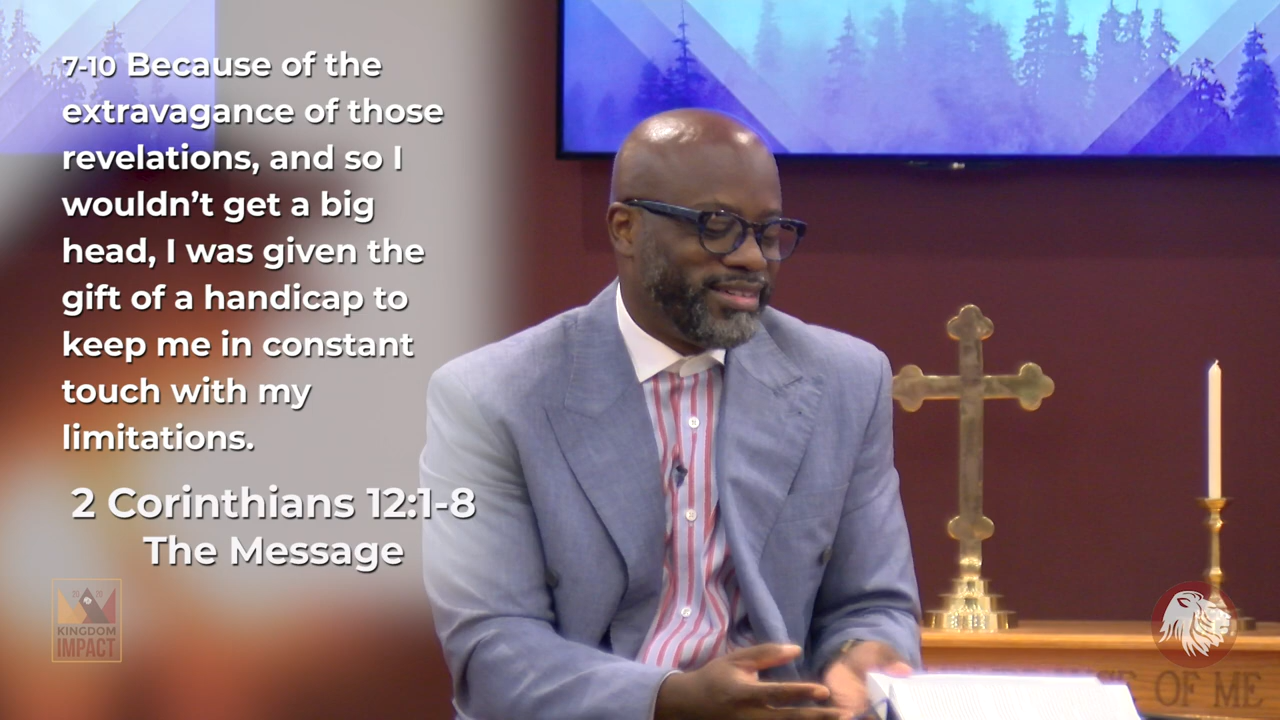 7-10 Because of the
extravagance of those
revelations, and so I
wouldn’t get a big
head, I was given the
gift of a handicap to
keep me in constant
touch with my
limitations.
2 Corinthians 12:1-8
The Message
KINGDOM
IMPACT
OF ME